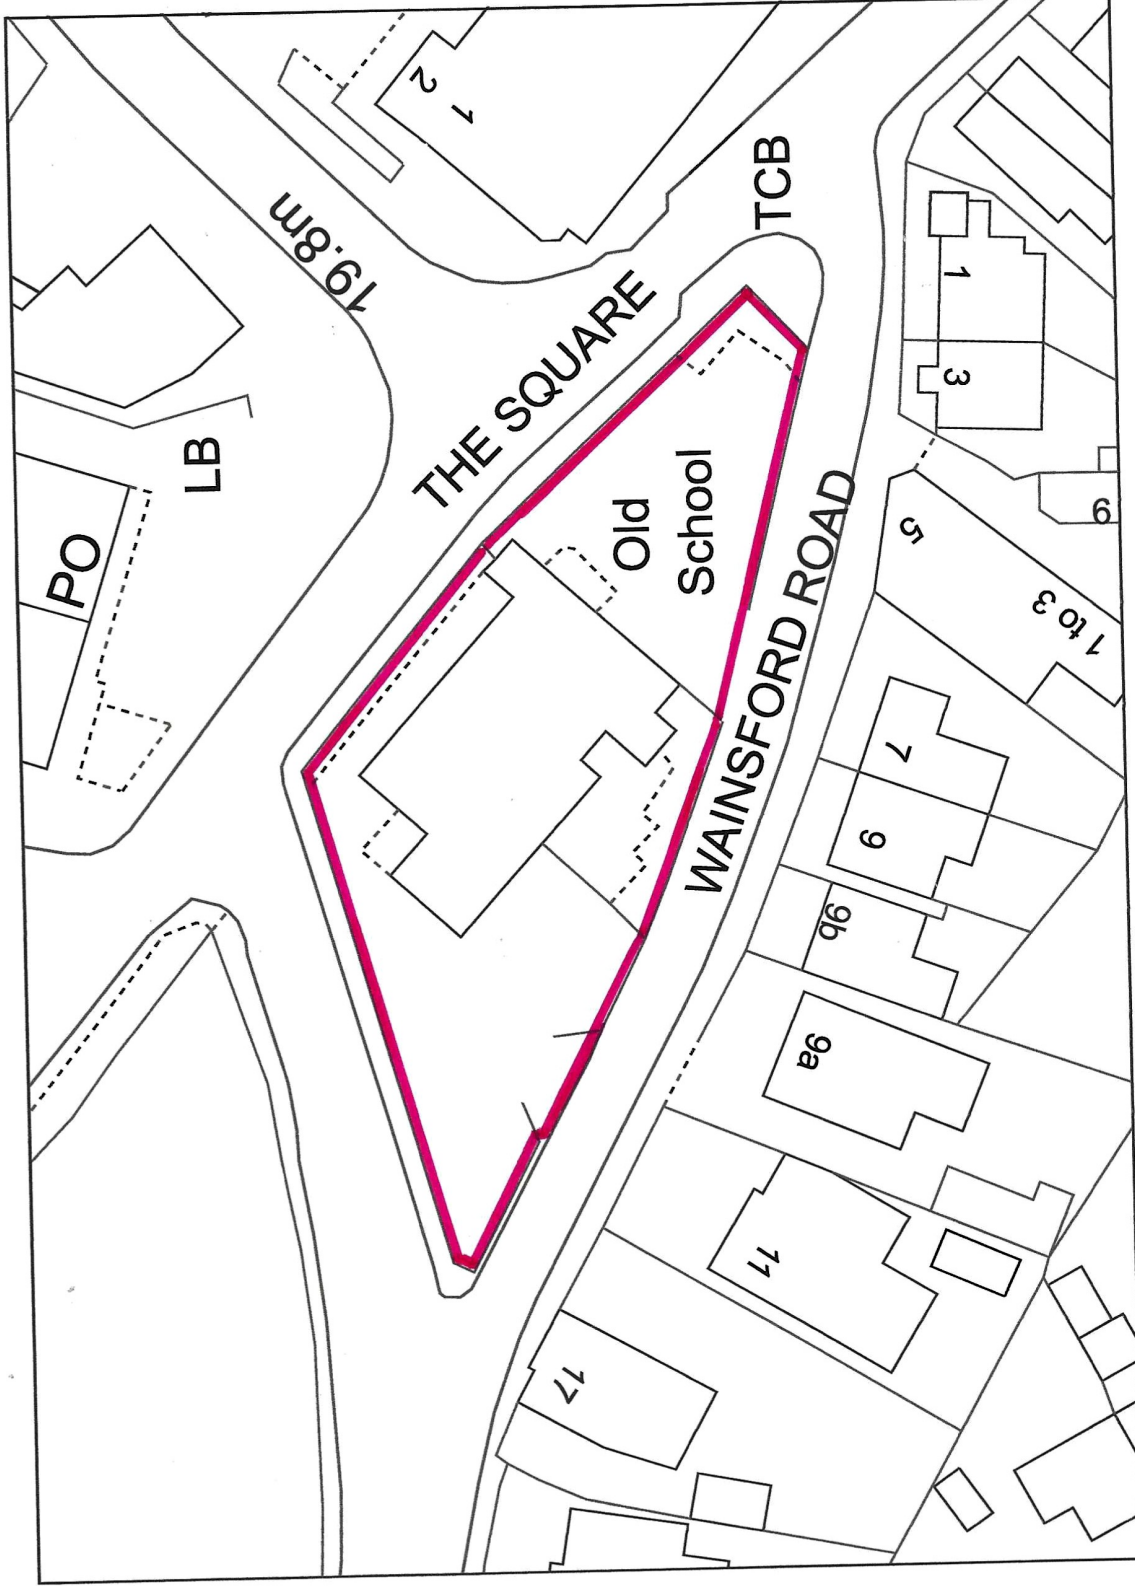 2
1
TCB
19.8m
THE SQUARE
1
3
LB
Old
School
PO
WAINSFORD ROAD
5
6
1 to 3
7
9
9b
9a
11
17